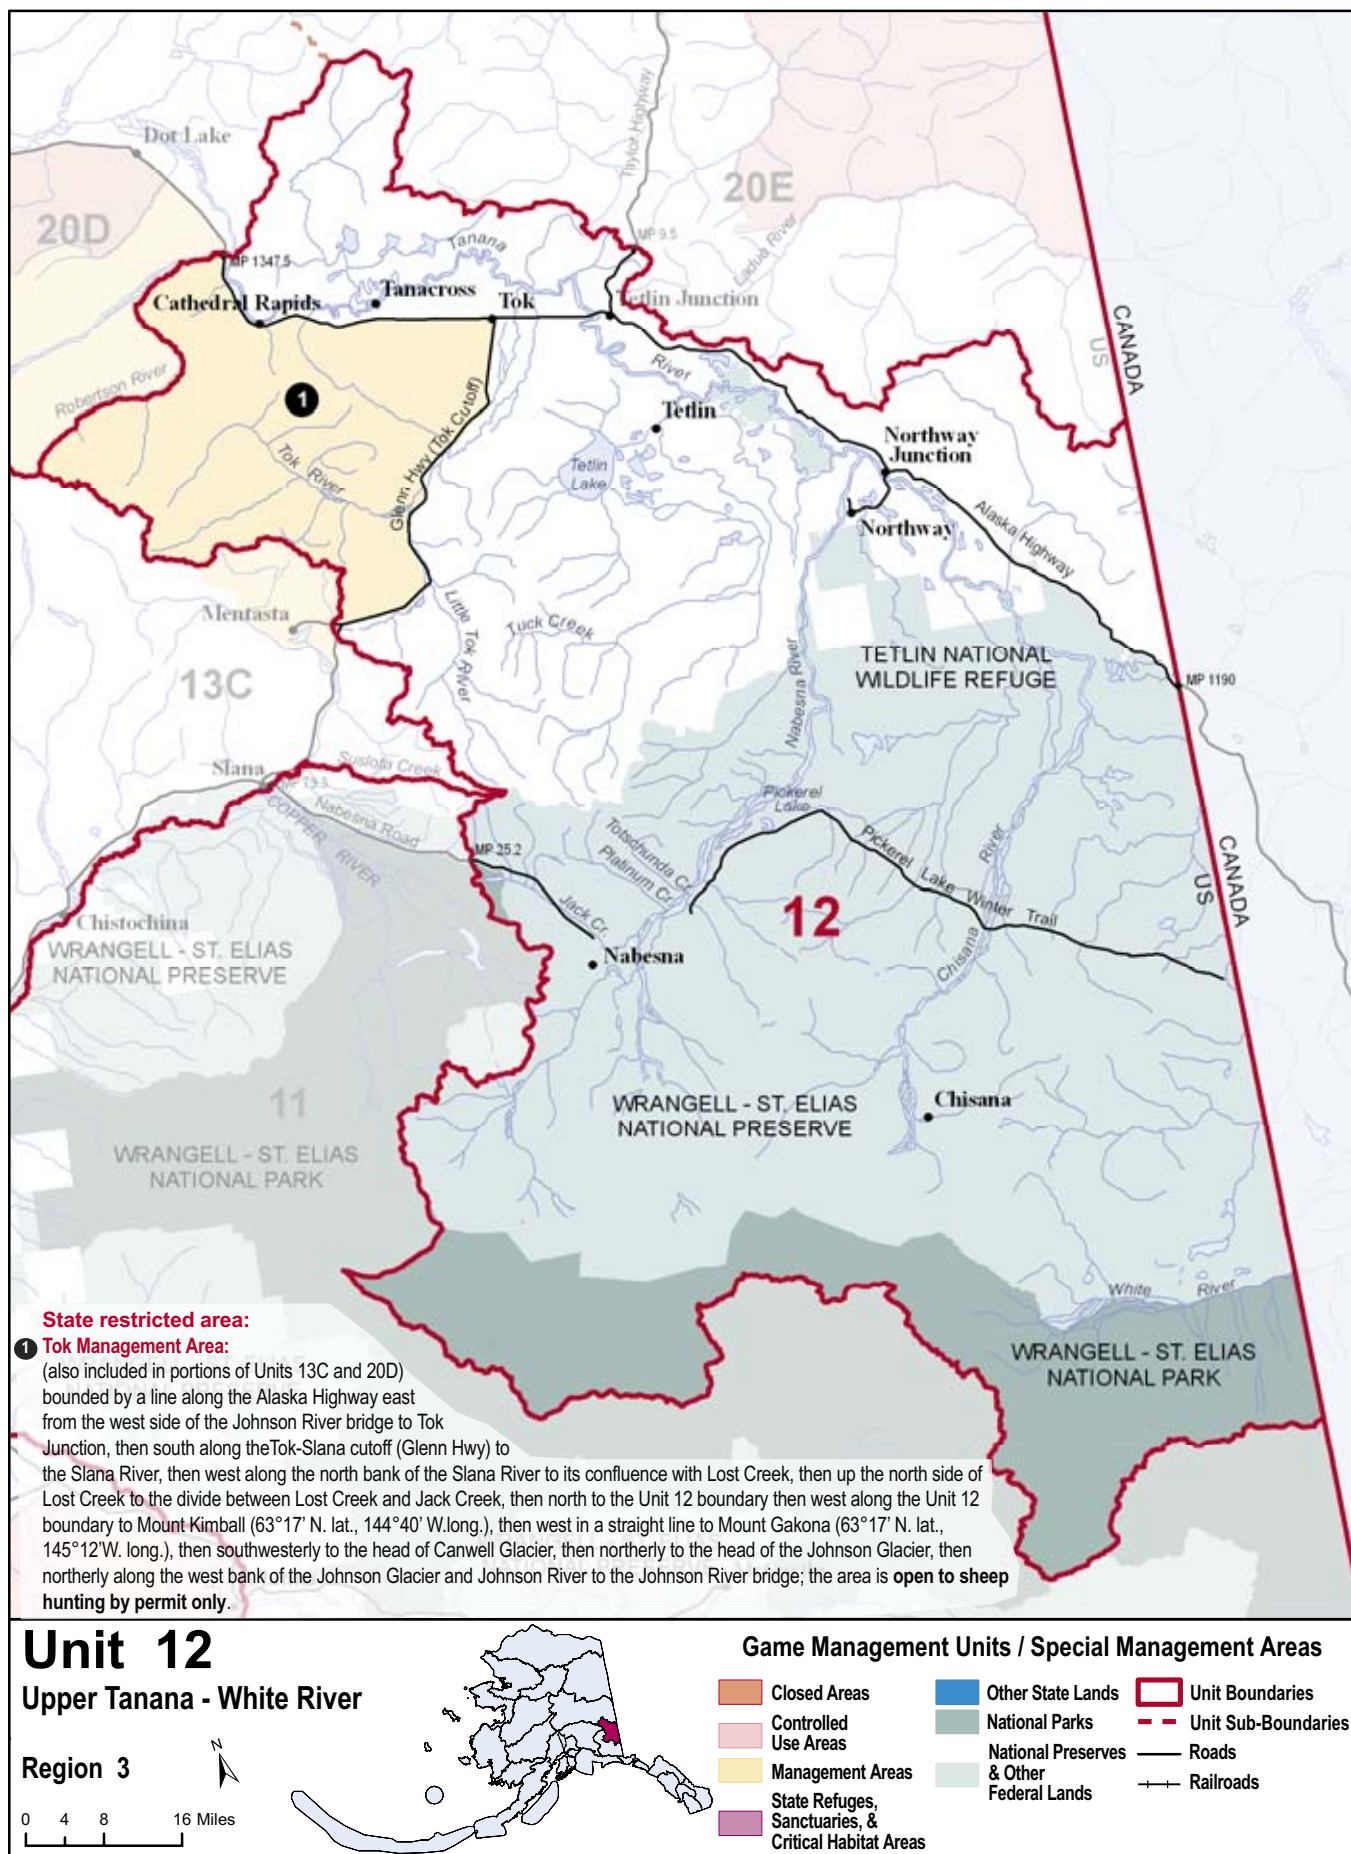 Dot Lake
Taylor Highway
20E
20D
Tanana
MP 9.5
Ladue River
MP 1347.5
Cathedral Rapids
Tanacross
Tok
Tetlin Junction
CANADA
US
River
Robertson River
1
Glenn Hwy (Tok Cutoff)
Tetlin
Northway
Junction
Tok River
Tetlin
Lake
Alaska Highway
Northway
Mentasta
Little Tok River
Tuck Creek
Nabesna River
TETLIN NATIONAL
WILDLIFE REFUGE
MP 1190
13C
Slana
Suslota Creek
Nabesna Road
COPPER RIVER
Pickerel
Lake
Totschunda Cr.
Platinum Cr.
MP 25.2
Pickerel Lake Winter Trail
River
CANADA
US
Jack Cr.
12
Chistochina
WRANGELL - ST. ELIAS
NATIONAL PRESERVE
Nabesna
Chisana
11
WRANGELL - ST. ELIAS
NATIONAL PRESERVE
Chisana
WRANGELL - ST. ELIAS
NATIONAL PARK
White River
WRANGELL - ST. ELIAS
NATIONAL PARK
State restricted area:
1 Tok Management Area:
(also included in portions of Units 13C and 20D)
bounded by a line along the Alaska Highway east
from the west side of the Johnson River bridge to Tok
Junction, then south along theTok-Slana cutoff (Glenn Hwy) to
the Slana River, then west along the north bank of the Slana River to its confluence with Lost Creek, then up the north side of
Lost Creek to the divide between Lost Creek and Jack Creek, then north to the Unit 12 boundary then west along the Unit 12
boundary to Mount Kimball (63°17’ N. lat., 144°40’ W.long.), then west in a straight line to Mount Gakona (63°17’ N. lat.,
145°12’W. long.), then southwesterly to the head of Canwell Glacier, then northerly to the head of the Johnson Glacier, then
northerly along the west bank of the Johnson Glacier and Johnson River to the Johnson River bridge; the area is open to sheep
hunting by permit only.
Unit 12
Upper Tanana - White River
Region 3
N
0 4 8 16 Miles
Game Management Units / Special Management Areas
Closed Areas
Controlled
Use Areas
Management Areas
State Refuges,
Sanctuaries, &
Critical Habitat Areas
Other State Lands
National Parks
National Preserves
& Other
Federal Lands
Unit Boundaries
Unit Sub-Boundaries
Roads
Railroads